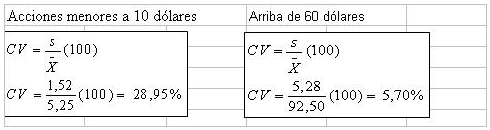 Acciones menores a 10 dólares
Arriba de 60 dólares
CV = s/X̄ (100)
CV = 1,52/5,25 (100) = 28,95%
CV = s/X̄ (100)
CV = 5,28/92,50 (100) = 5,70%